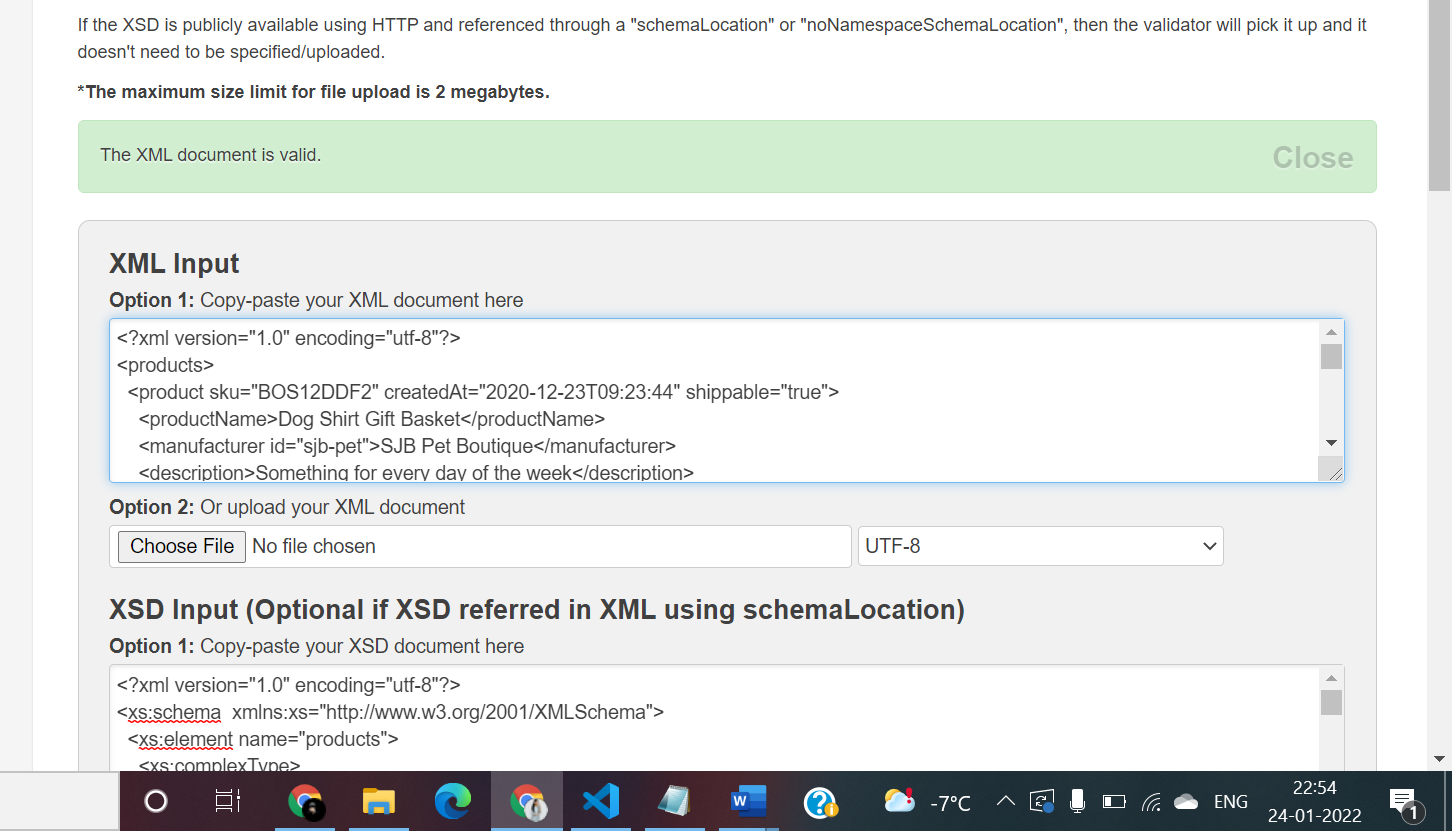 If the XSD is publicly available using HTTP and referenced through a "schemaLocation" or "noNamespaceSchemaLocation", then the validator will pick it up and it
doesn't need to be specified/uploaded.
*The maximum size limit for file upload is 2 megabytes.
The XML document is valid.
Close
XML Input
Option 1: Copy-paste your XML document here
<?xml version="1.0" encoding="utf-8"?>
<products>
<product sku="BOS12DDF2" createdAt="2020-12-23T09:23:44" shippable="true">
<productName>Dog Shirt Gift Basket</productName>
<manufacturer id="sjb-pet">SJB Pet Boutique</manufacturer>
<description>Something for every day of the week</description>
Option 2: Or upload your XML document
Choose File No file chosen
UTF-8
XSD Input (Optional if XSD referred in XML using schemaLocation)
Option 1: Copy-paste your XSD document here
<?xml version="1.0" encoding="utf-8"?>
<xs:schema  xmlns:xs="http://www.w3.org/2001/XMLSchema">
<xs:element name="products">
<xs:complexType>
W
-7°C
ENG
22:54
24-01-2022
1